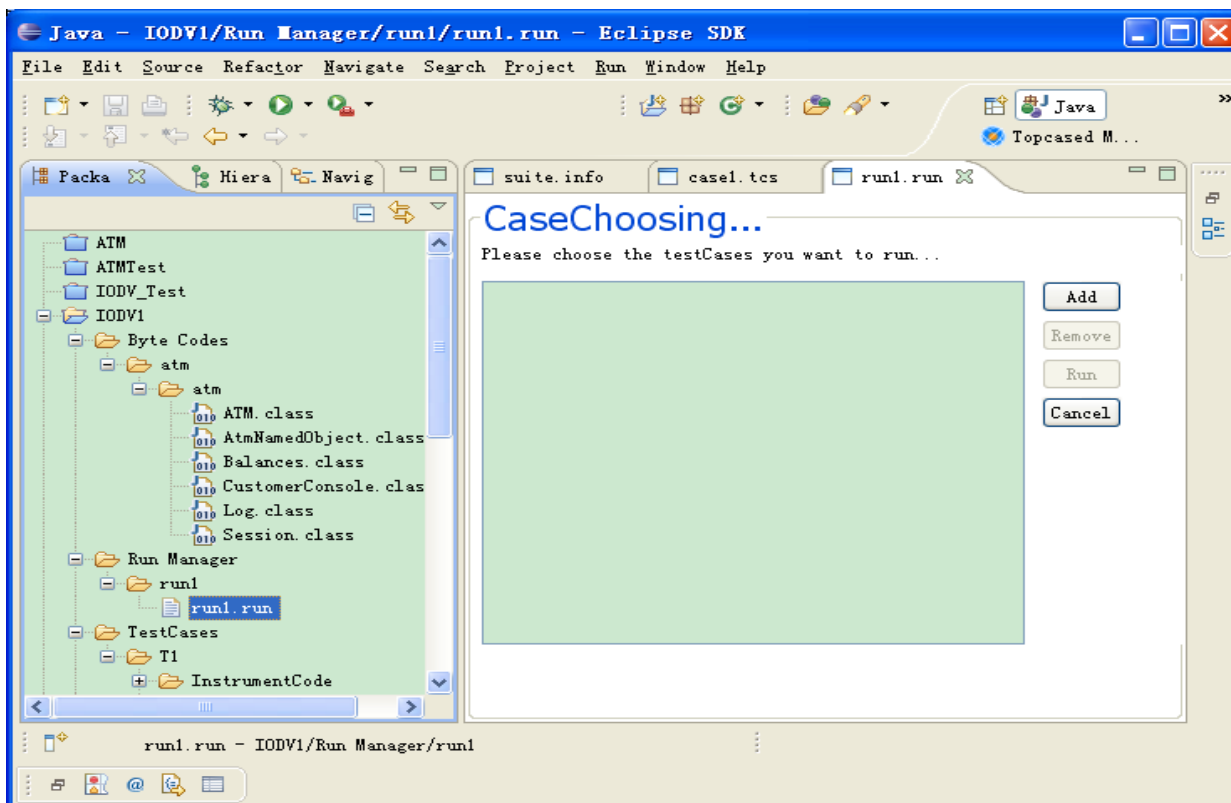 Java - IODV1/Run Manager/run1/run1.run - Eclipse SDK
File Edit Source Refactor Navigate Search Project Run Window Help
Java
Topcased M...
Packa Hiera Navig
suite.info case1.tcs run1.run
ATM
ATMTest
IODV_Test
IODV1
Byte Codes
atm
atm
ATM.class
AtmNamedObject.class
Balances.class
CustomerConsole.clas
Log.class
Session.class
Run Manager
run1
run1.run
TestCases
T1
InstrumentCode
CaseChoosing...
Please choose the testCases you want to run...
Add
Remove
Run
Cancel
run1.run - IODV1/Run Manager/run1